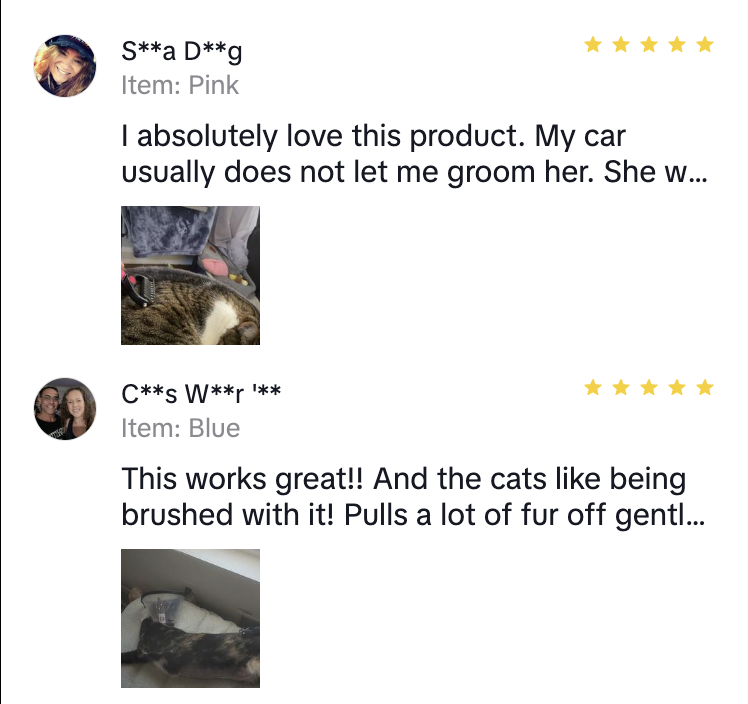 S**a D**g
Item: Pink
I absolutely love this product. My car
usually does not let me groom her. She w...
C**s W**r '**
Item: Blue
This works great!! And the cats like being
brushed with it! Pulls a lot of fur off gentl...